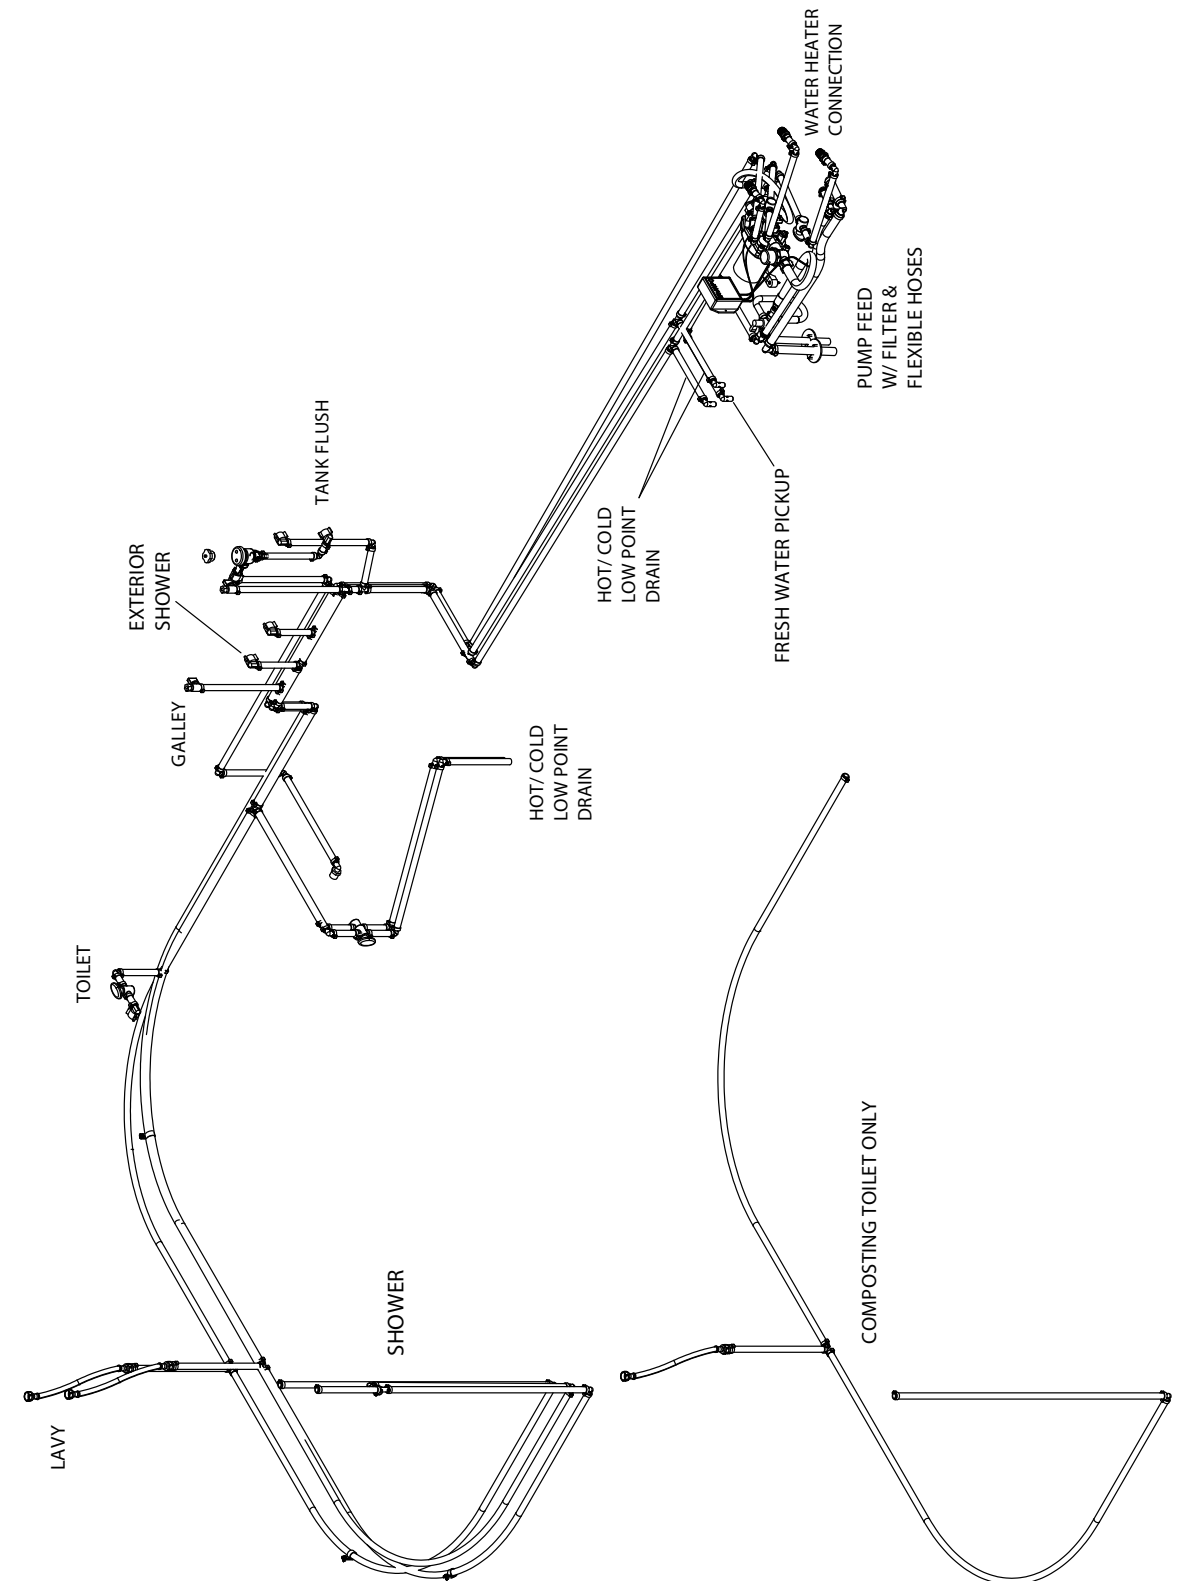 LAVY
TOILET
GALLEY
EXTERIOR
SHOWER
TANK FLUSH
SHOWER
HOT/ COLD
LOW POINT
DRAIN
HOT/ COLD
LOW POINT
DRAIN
FRESH WATER PICKUP
WATER HEATER
CONNECTION
PUMP FEED
W/ FILTER &
FLEXIBLE HOSES
COMPOSTING TOILET ONLY